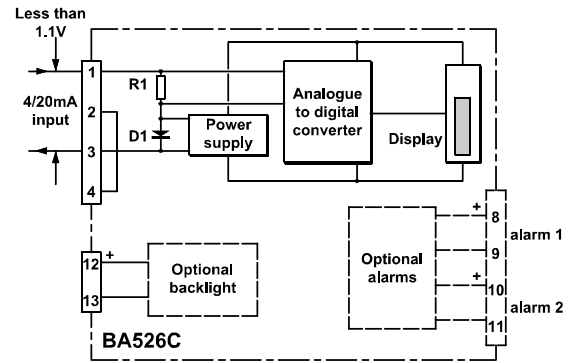 Less than
1.1V
1
4/20mA
input
2
3
4
R1
D1
Power
supply
Analogue
to digital
converter
Display
12
+
13
Optional
backlight
Optional
alarms
+
8
9
alarm 1
+
10
11
alarm 2
BA526C